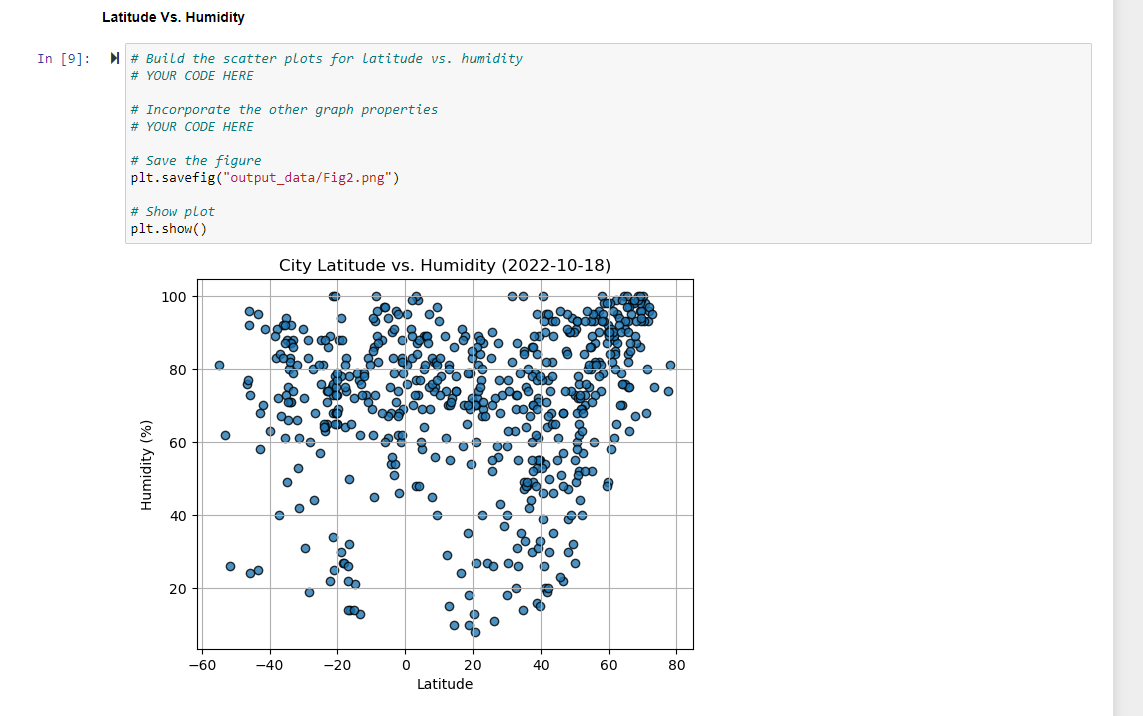 Latitude Vs. Humidity
In [9]:
# Build the scatter plots for latitude vs. humidity
# YOUR CODE HERE
# Incorporate the other graph properties
# YOUR CODE HERE
# Save the figure
plt.savefig("output_data/Fig2.png")
# Show plot
plt.show()
City Latitude vs. Humidity (2022-10-18)
100
80
60
40
20
Humidity (%)
−60 −40 −20 0 20 40 60 80
Latitude